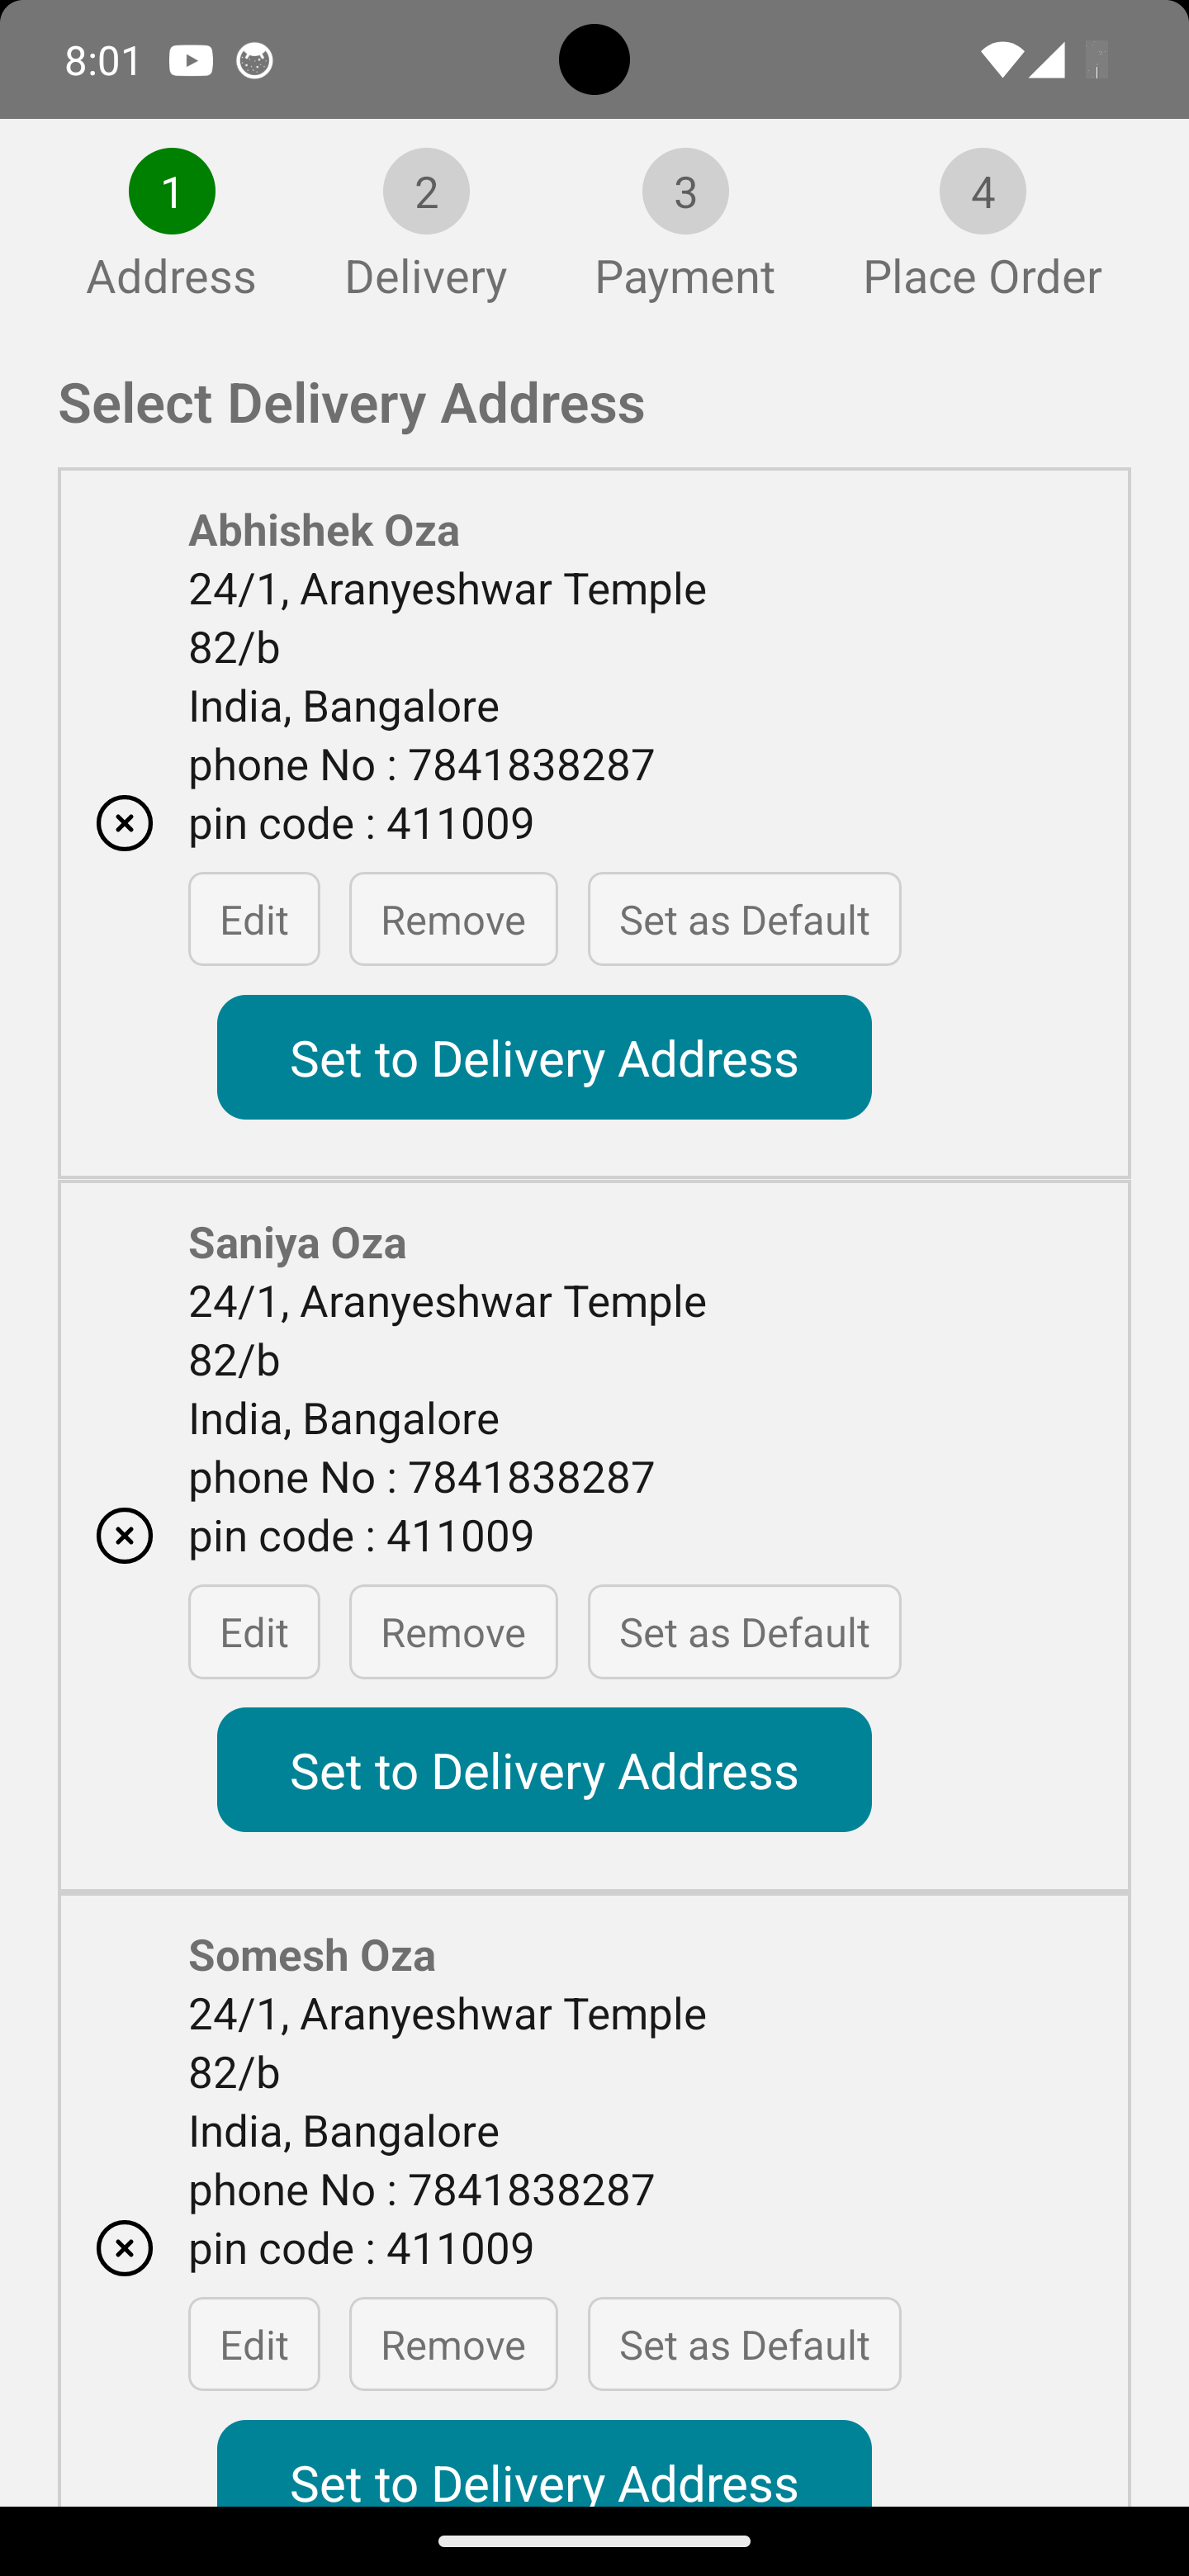 8:01
1 2 3 4
Address Delivery Payment Place Order
Select Delivery Address
Abhishek Oza
24/1, Aranyeshwar Temple
82/b
India, Bangalore
phone No : 7841838287
pin code : 411009
Edit Remove Set as Default
Set to Delivery Address
Saniya Oza
24/1, Aranyeshwar Temple
82/b
India, Bangalore
phone No : 7841838287
pin code : 411009
Edit Remove Set as Default
Set to Delivery Address
Somesh Oza
24/1, Aranyeshwar Temple
82/b
India, Bangalore
phone No : 7841838287
pin code : 411009
Edit Remove Set as Default
Set to Delivery Address